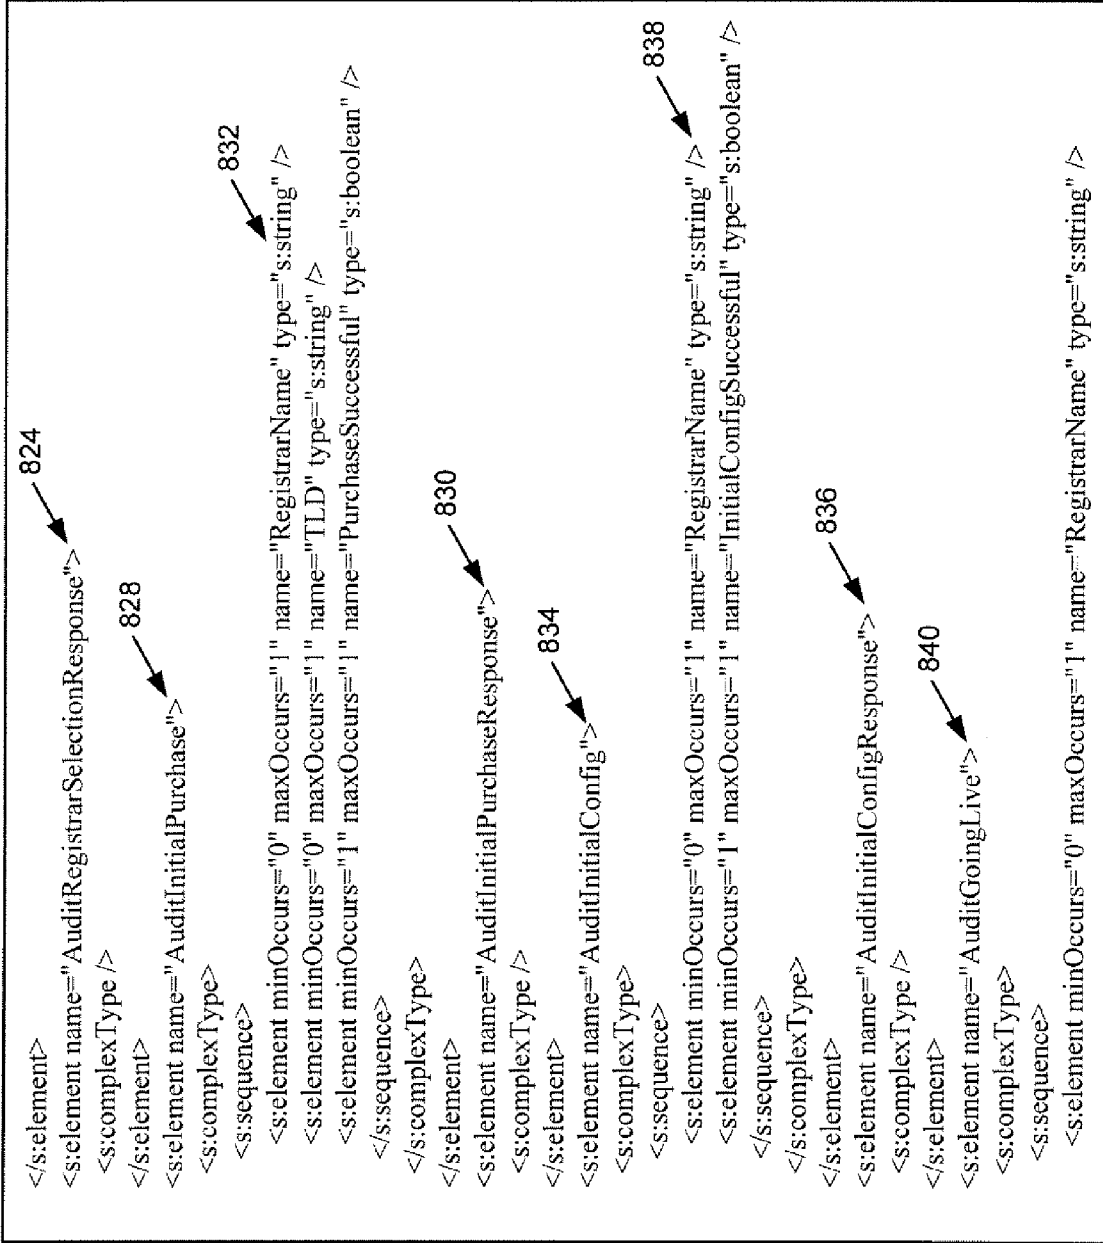 </s:element>
<s:element name="AuditRegistrarSelectionResponse"> 824
<s:complexType />
</s:element>
<s:element name="AuditInitialPurchase"> 828
<s:complexType>
<s:sequence>
<s:element minOccurs="0" maxOccurs="1" name="RegistrarName" type="s:string" /> 832
<s:element minOccurs="0" maxOccurs="1" name="TLD" type="s:string" />
<s:element minOccurs="1" maxOccurs="1" name="PurchaseSuccessful" type="s:boolean" />
</s:sequence>
</s:complexType>
</s:element>
<s:element name="AuditInitialPurchaseResponse"> 830
<s:complexType />
</s:element>
<s:element name="AuditInitialConfig"> 834
<s:complexType>
<s:sequence>
<s:element minOccurs="0" maxOccurs="1" name="RegistrarName" type="s:string" /> 838
<s:element minOccurs="1" maxOccurs="1" name="InitialConfigSuccessful" type="s:boolean" />
</s:sequence>
</s:complexType>
</s:element>
<s:element name="AuditInitialConfigResponse"> 836
<s:complexType />
</s:element>
<s:element name="AuditGoingLive"> 840
<s:complexType>
<s:sequence>
<s:element minOccurs="0" maxOccurs="1" name="RegistrarName" type="s:string" />